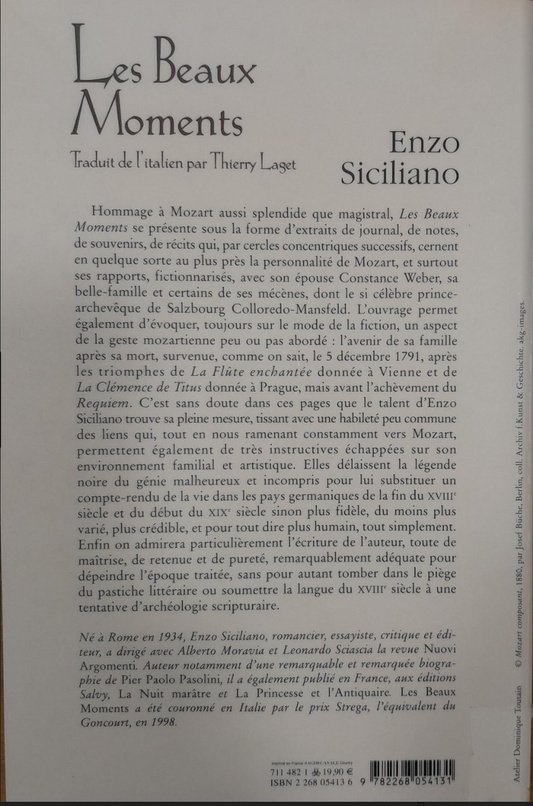 Les Beaux
Moments
Traduit de l'italien par Thierry Laget
Enzo
Siciliano
Hommage à Mozart aussi splendide que magistral, Les Beaux
Moments se présente sous la forme d'extraits de journal, de notes,
de souvenirs, de récits qui, par cercles concentriques successifs, cernent
en quelque sorte au plus près la personnalité de Mozart, et surtout
ses rapports, fictionnarisés, avec son épouse Constance Weber, sa
belle-famille et certains de ses mécènes, dont le si célèbre prince-
archevêque de Salzbourg Colloredo-Mansfeld. L'ouvrage permet
également d'évoquer, toujours sur le mode de la fiction, un aspect
de la geste mozartienne peu ou pas abordé : l'avenir de sa famille
après sa mort, survenue, comme on sait, le 5 décembre 1791, après
les triomphes de La Flûte enchantée donnée à Vienne et de
La Clémence de Titus donnée à Prague, mais avant l'achèvement du
Requiem. C'est sans doute dans ces pages que le talent d'Enzo
Siciliano trouve sa pleine mesure, tissant avec une habileté peu commune
des liens qui, tout en nous ramenant constamment vers Mozart,
permettent également de très instructives échappées sur son
environnement familial et artistique. Elles délaissent la légende
noire du génie malheureux et incompris pour lui substituer un
compte-rendu de la vie dans les pays germaniques de la fin du XVIIIe
siècle et du début du XIXe siècle sinon plus fidèle, du moins plus
varié, plus crédible, et pour tout dire plus humain, tout simplement.
Enfin on admirera particulièrement l'écriture de l'auteur, toute de
maîtrise, de retenue et de pureté, remarquablement adéquate pour
dépeindre l'époque traitée, sans pour autant tomber dans le piège
du pastiche littéraire ou soumettre la langue du XVIIIe siècle à une
tentative d'archéologie scripturaire.
Né à Rome en 1934, Enzo Siciliano, romancier, essayiste, critique et édi-
teur, a dirigé avec Alberto Moravia et Leonardo Sciascia la revue Nuovi
Argomenti. Auteur notamment d'une remarquable et remarquée biogra-
phie de Pier Paolo Pasolini, il a également publié en France, aux éditions
Salvy, La Nuit marâtre et La Princesse et l'Antiquaire. Les Beaux
Moments a été couronné en Italie par le prix Strega, l'équivalent du
Goncourt, en 1998.
711 482 1 19,90 €
ISBN 2 268 05413 6
9 782268 054131
Atelier Dominique Toutain © Mozart composant, 1880, par Josef Büche, Berlin, coll. Archiv f.Kunst & Geschichte. akg-images.